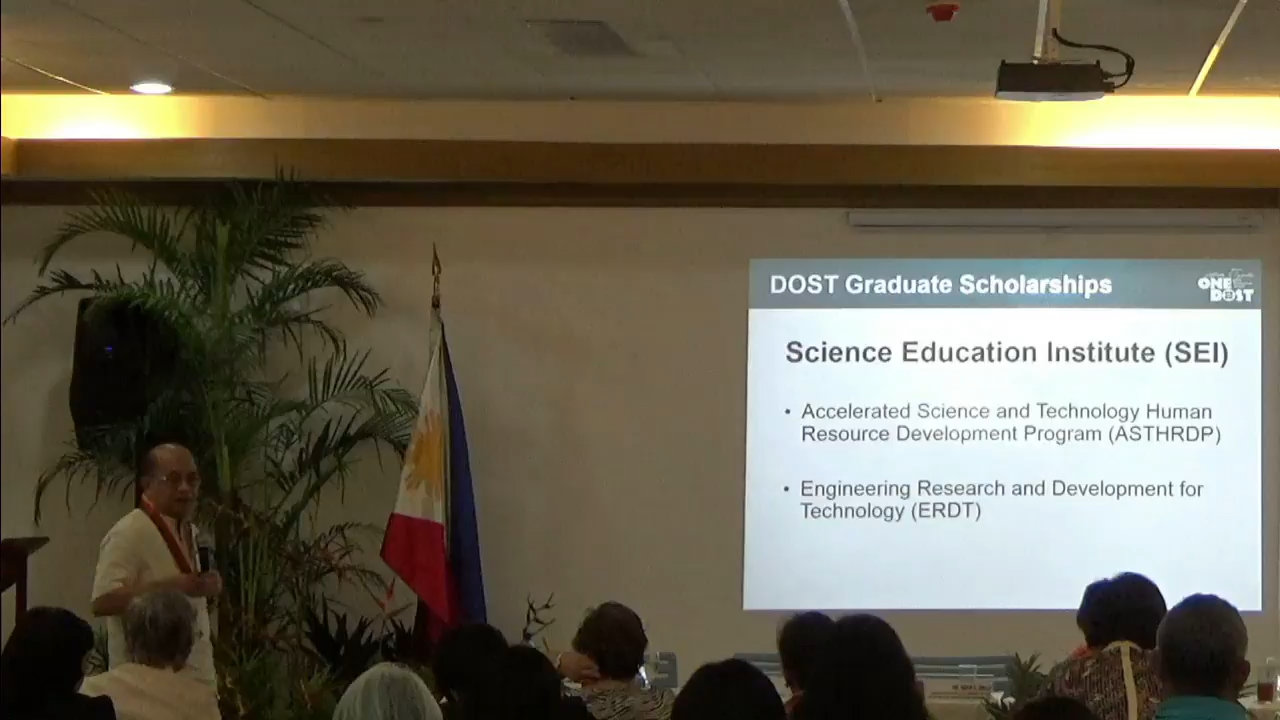 DOST Graduate Scholarships
ONE
DOST
Science Education Institute (SEI)
• Accelerated Science and Technology Human
Resource Development Program (ASTHRDP)
• Engineering Research and Development for
Technology (ERDT)